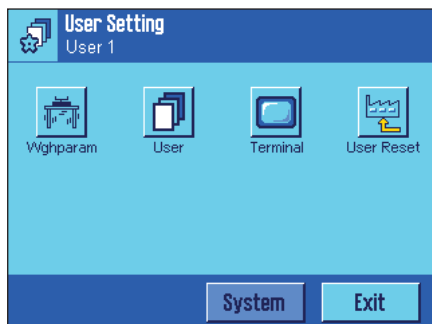 User Setting
User 1
Wghparam User Terminal User Reset
System Exit